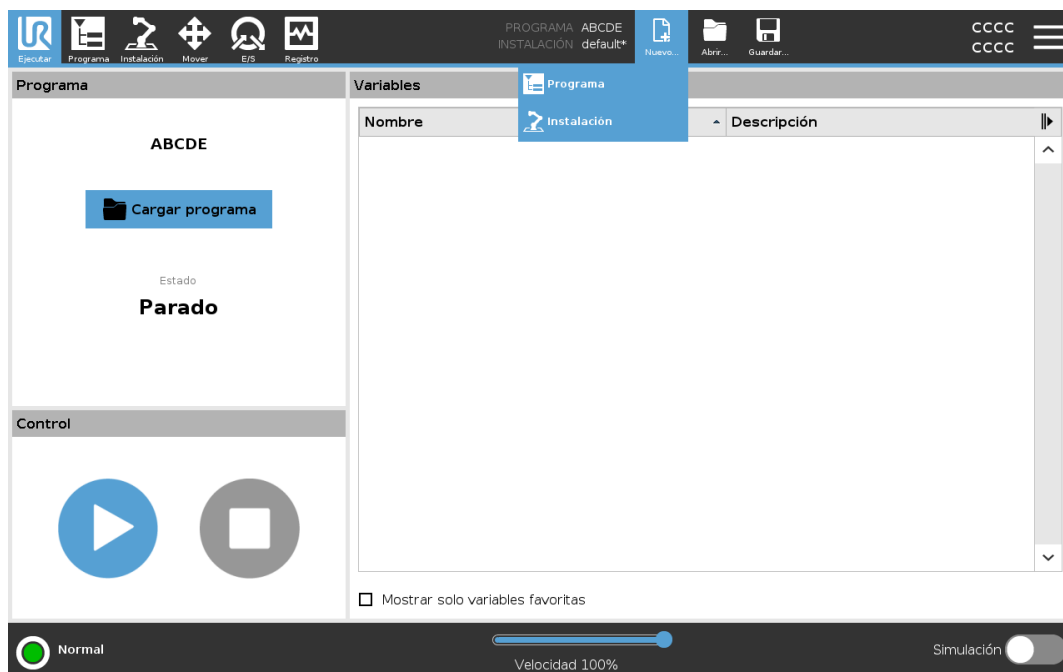 UR
Ejecutar
Programa
Instalación
Mover
E/S
Registro
PROGRAMA ABCDE
INSTALACIÓN default*
Nuevo...
Abrir...
Guardar...
CCCC
CCCC
Programa
Variables
Programa
Instalación
Nombre
Descripción
ABCDE
Cargar programa
Estado
Parado
Control
Mostrar solo variables favoritas
Normal
Velocidad 100%
Simulación